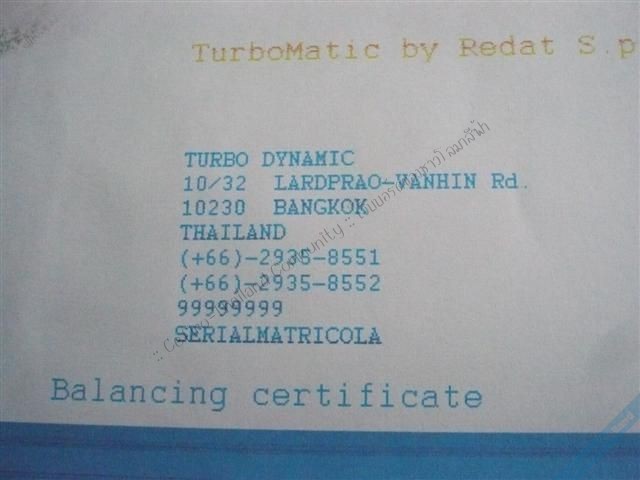 TurboMatic by Redat S.p
TURBO DYNAMIC
10/32 LARDPRAO-VANHIN Rd.
10230 BANGKOK
THAILAND
(+66)-2935-8551
(+66)-2935-8552
99999999
SERIALMATRICOLA
Balancing certificate